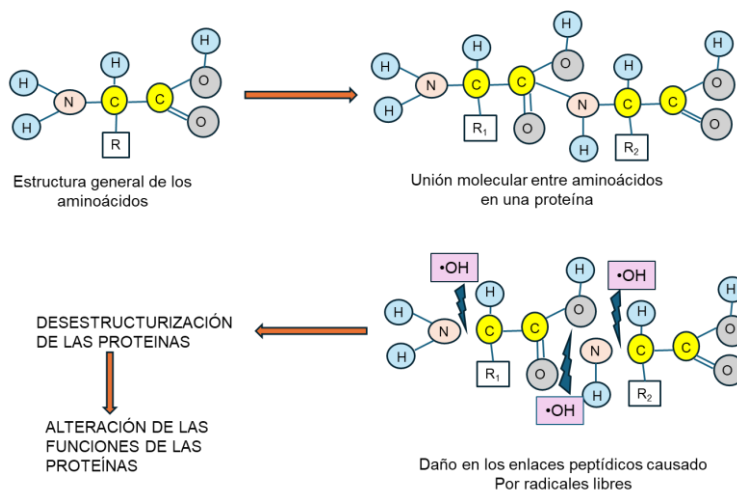 H
H
N
H
C
R
C
H
O
O
Estructura general de los
aminoácidos
H
H
N
H
C
R1
C
H
O
O
N
H
H
C
R2
C
H
O
O
Unión molecular entre aminoácidos
en una proteína
•OH
•OH
H
H
N
H
C
R1
C
H
O
O
•OH
N
H
H
C
R2
C
H
O
O
Daño en los enlaces peptídicos causado
Por radicales libres
DESESTRUCTURIZACIÓN
DE LAS PROTEINAS
ALTERACIÓN DE LAS
FUNCIONES DE LAS
PROTEÍNAS